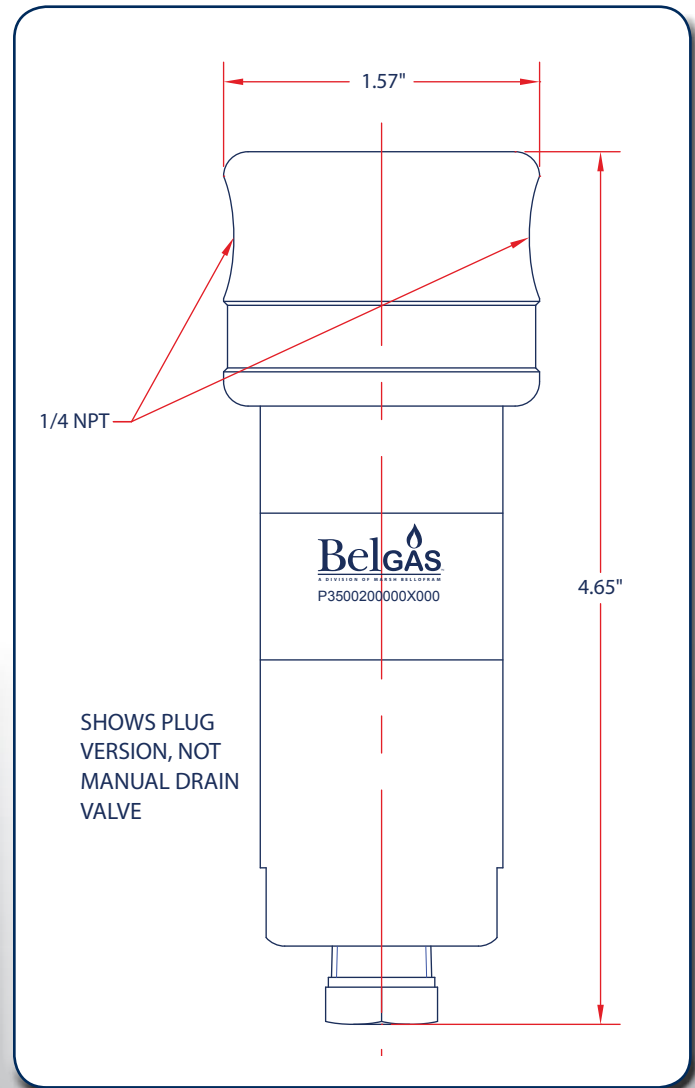 1.57"
1/4 NPT
BelGAS
A DIVISION OF MARSH BELLOFRAM
P3500200000X000
4.65"
SHOWS PLUG
VERSION, NOT
MANUAL DRAIN
VALVE